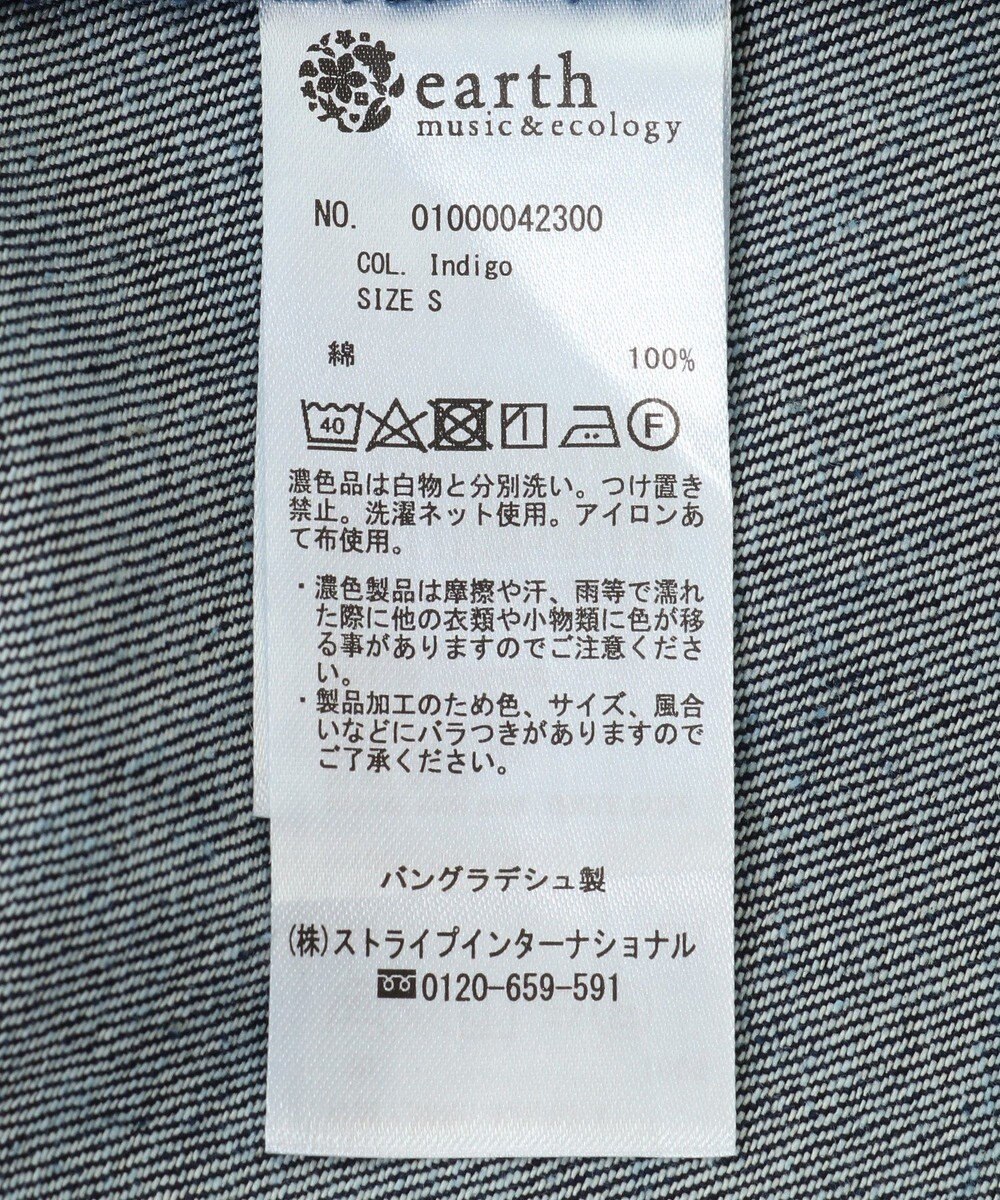 earth
music&ecology
NO. 01000042300
COL. Indigo
SIZE S
綿 100%
40 F
濃色品は白物と分別洗い。つけ置き
禁止。洗濯ネット使用。アイロンあ
て布使用。
・濃色製品は摩擦や汗、雨等で濡れ
た際に他の衣類や小物類に色が移
る事がありますのでご注意くださ
い。
・製品加工のため色、サイズ、風合
いなどにバラつきがありますので
ご了承ください。
バングラデシュ製
(株)ストライプインターナショナル
0120-659-591